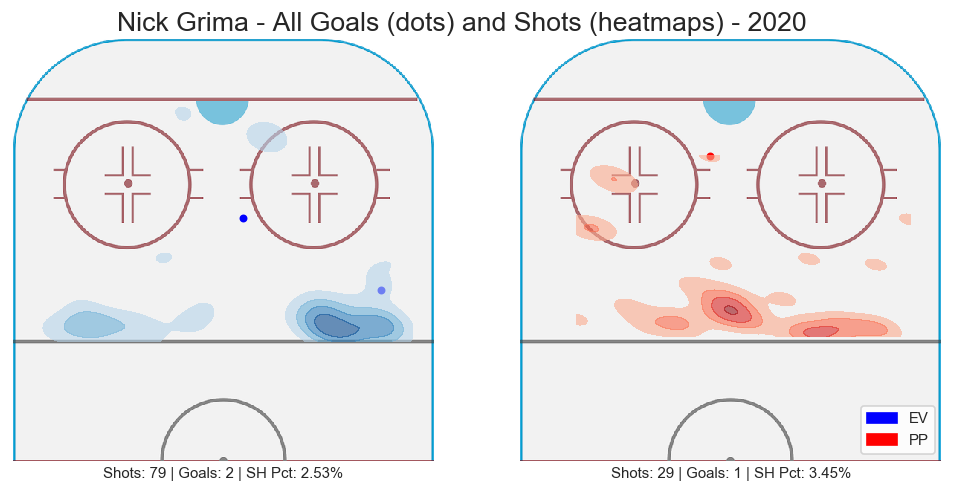 Nick Grima - All Goals (dots) and Shots (heatmaps) - 2020
EV
PP
Shots: 79 | Goals: 2 | SH Pct: 2.53%
Shots: 29 | Goals: 1 | SH Pct: 3.45%